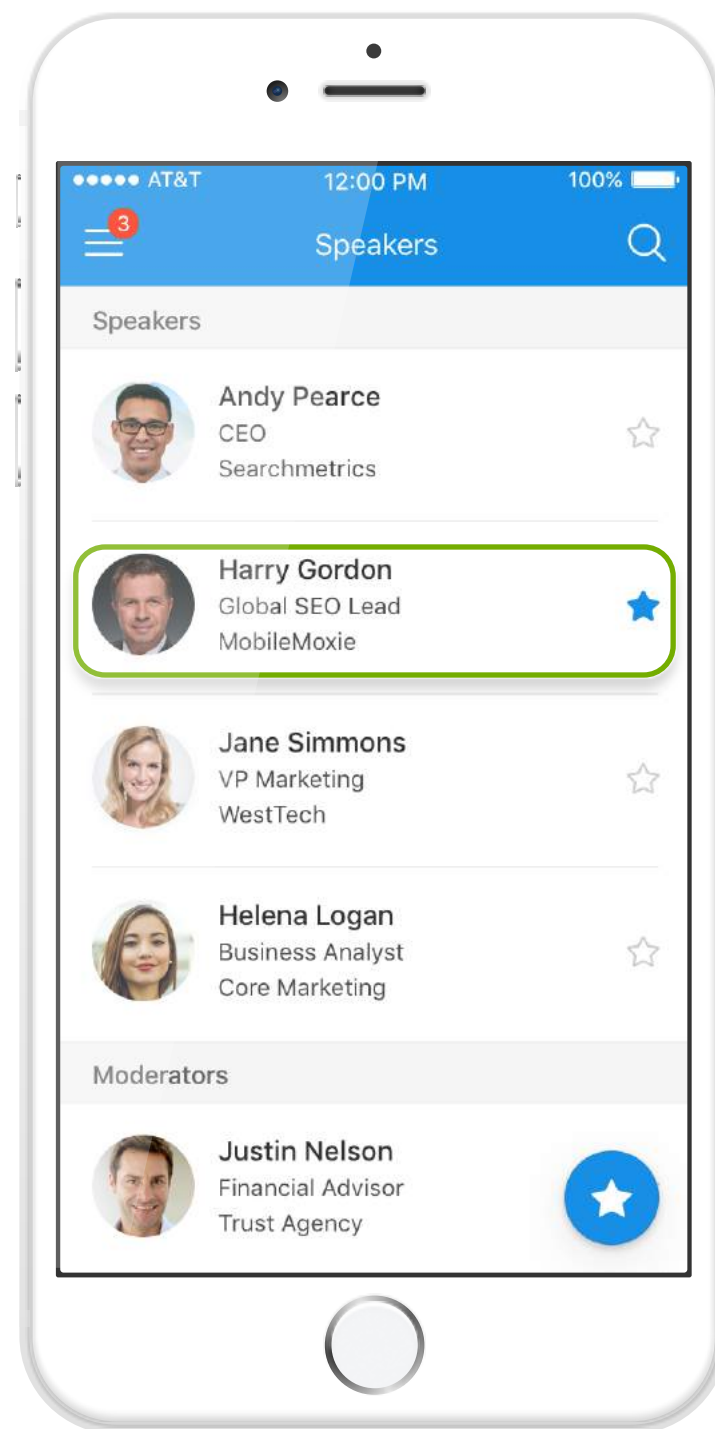 AT&T 12:00 PM 100%
3
Speakers
Speakers
Andy Pearce
CEO
Searchmetrics
Harry Gordon
Global SEO Lead
MobileMoxie
Jane Simmons
VP Marketing
WestTech
Helena Logan
Business Analyst
Core Marketing
Moderators
Justin Nelson
Financial Advisor
Trust Agency